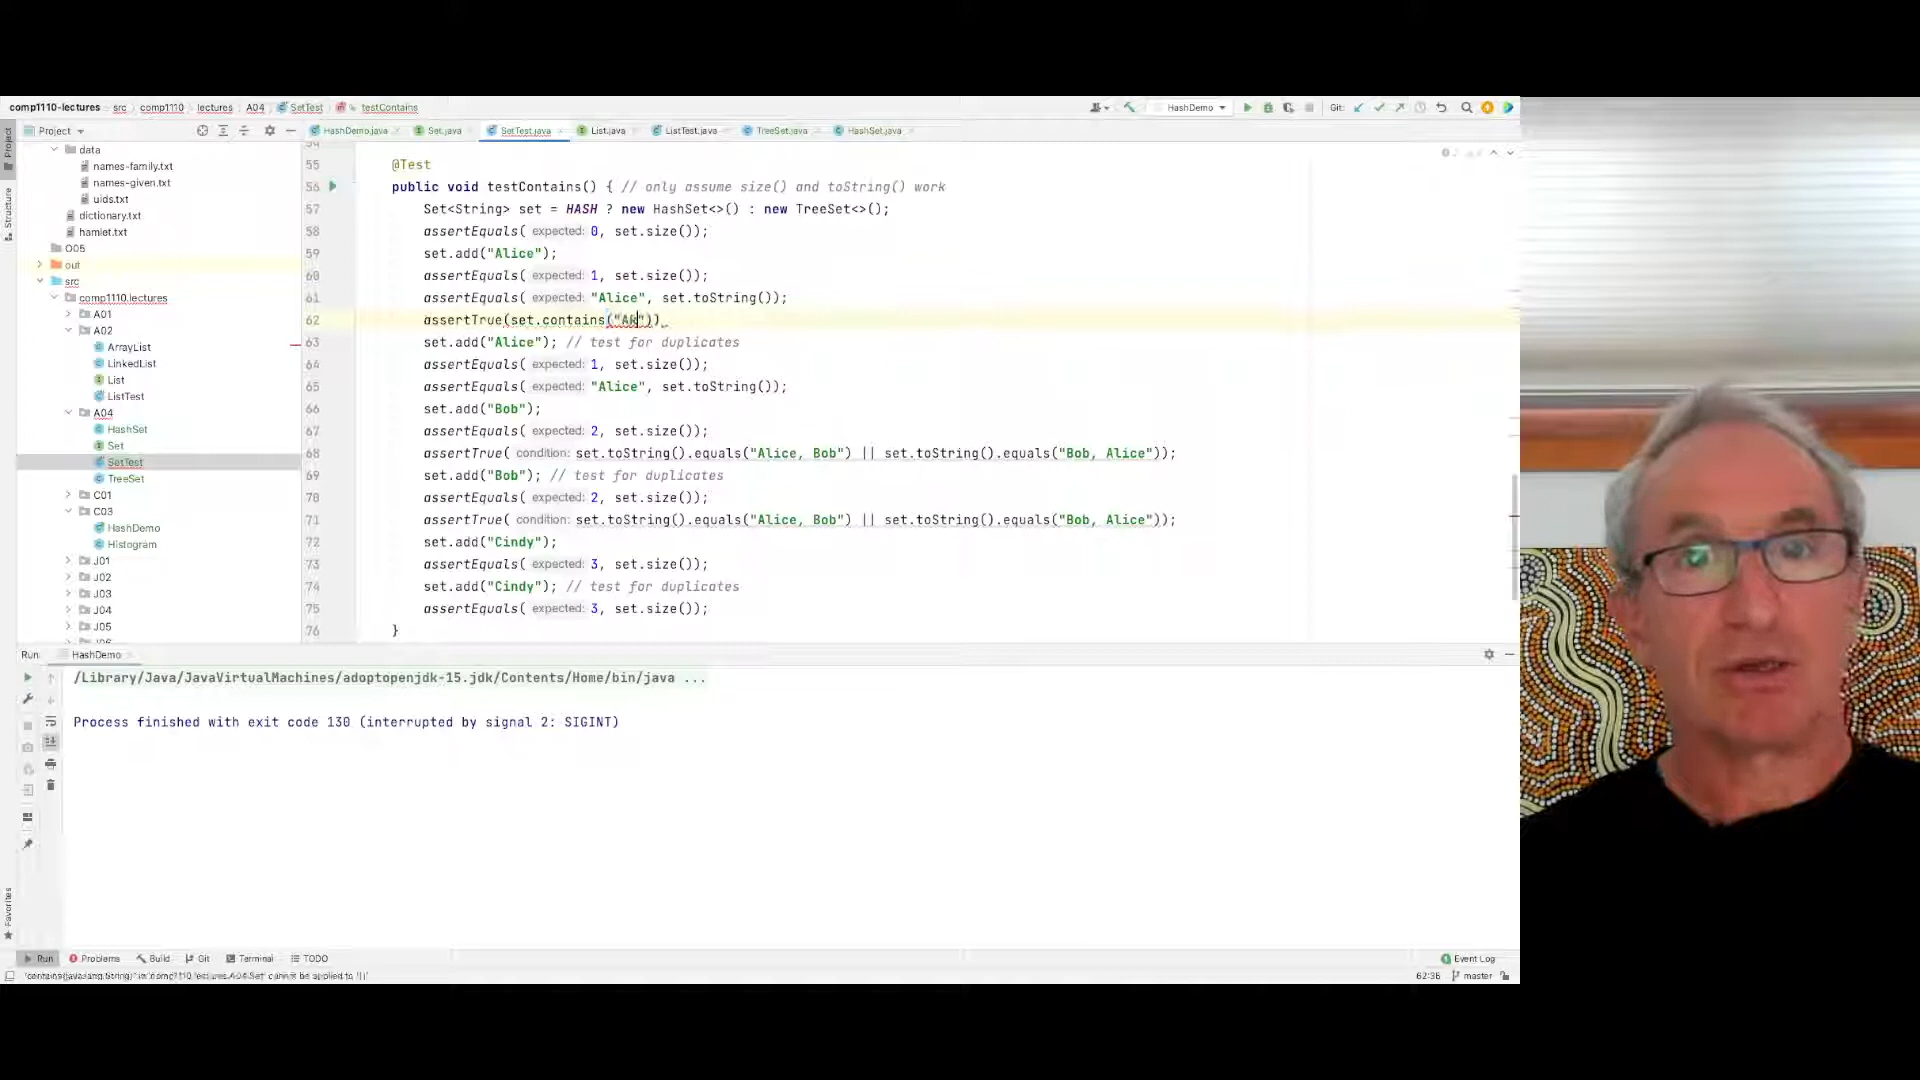 comp1110-lectures src comp1110 lectures A04 SetTest testContains
HashDemo
Git:
Project
HashDemo.java Set.java SetTest.java List.java ListTest.java TreeSet.java HashSet.java
Project
Structure
Favorites
data
names-family.txt
names-given.txt
uids.txt
dictionary.txt
hamlet.txt
O05
out
src
comp1110.lectures
A01
A02
ArrayList
LinkedList
List
ListTest
A04
HashSet
Set
SetTest
TreeSet
C01
C03
HashDemo
Histogram
J01
J02
J03
J04
J05
J06
54
55 @Test
56 public void testContains() { // only assume size() and toString() work
57 Set<String> set = HASH ? new HashSet<>() : new TreeSet<>();
58 assertEquals( expected: 0, set.size());
59 set.add("Alice");
60 assertEquals( expected: 1, set.size());
61 assertEquals( expected: "Alice", set.toString());
62 assertTrue(set.contains("Al"))
63 set.add("Alice"); // test for duplicates
64 assertEquals( expected: 1, set.size());
65 assertEquals( expected: "Alice", set.toString());
66 set.add("Bob");
67 assertEquals( expected: 2, set.size());
68 assertTrue( condition: set.toString().equals("Alice, Bob") || set.toString().equals("Bob, Alice"));
69 set.add("Bob"); // test for duplicates
70 assertEquals( expected: 2, set.size());
71 assertTrue( condition: set.toString().equals("Alice, Bob") || set.toString().equals("Bob, Alice"));
72 set.add("Cindy");
73 assertEquals( expected: 3, set.size());
74 set.add("Cindy"); // test for duplicates
75 assertEquals( expected: 3, set.size());
76 }
Run: HashDemo
/Library/Java/JavaVirtualMachines/adoptopenjdk-15.jdk/Contents/Home/bin/java ...
Process finished with exit code 130 (interrupted by signal 2: SIGINT)
Run Problems Build Git Terminal TODO
Event Log
cannot be applied to
62:36 master